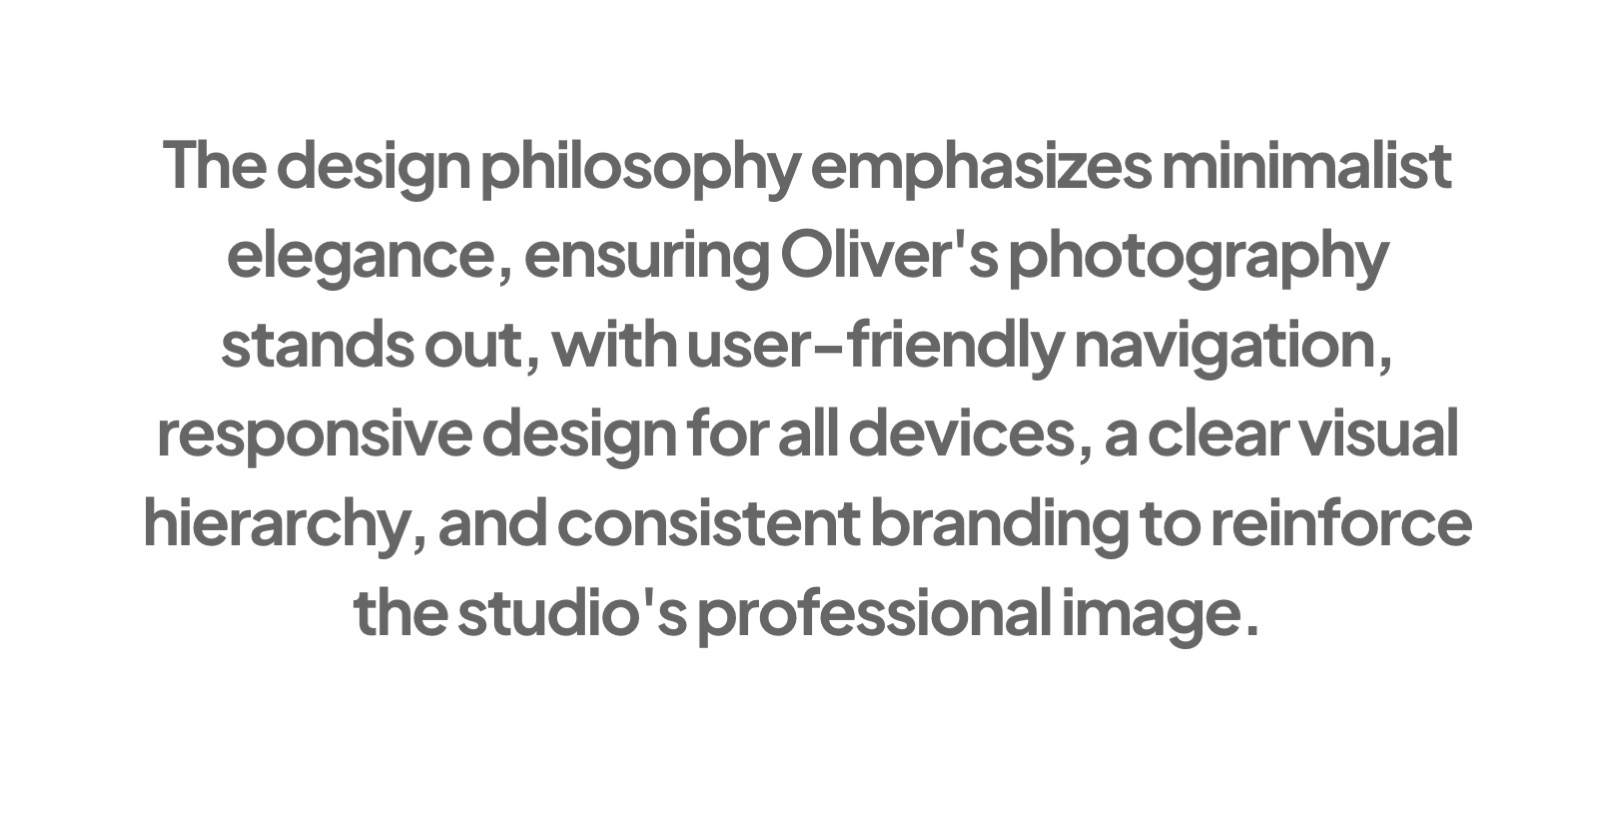 The design philosophy emphasizes minimalist
elegance, ensuring Oliver's photography
stands out, with user-friendly navigation,
responsive design for all devices, a clear visual
hierarchy, and consistent branding to reinforce
the studio's professional image.